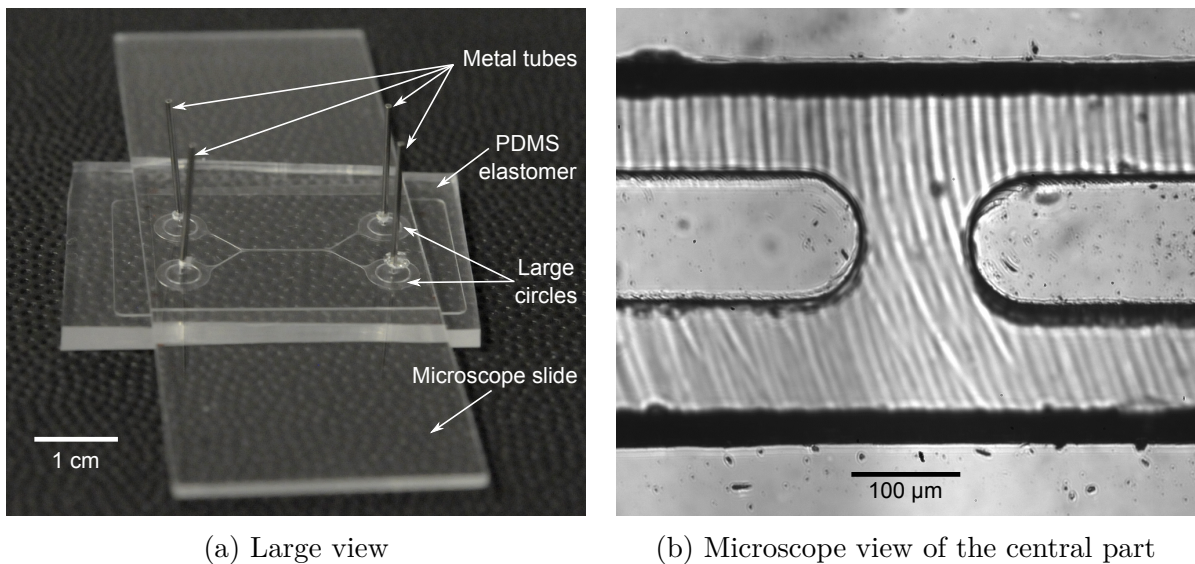 Metal tubes
PDMS
elastomer
Large
circles
Microscope slide
1 cm
100 µm
(a) Large view
(b) Microscope view of the central part